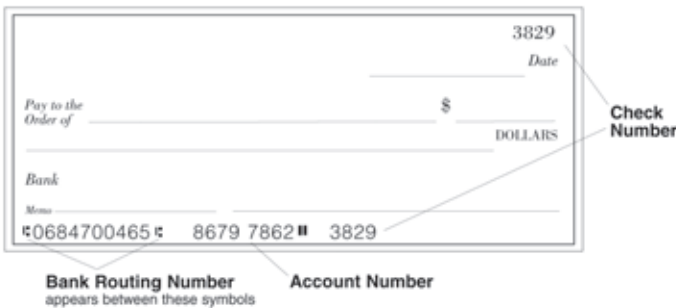 3829
Date
Pay to the
Order of
$
DOLLARS
Bank
Memo
⑆0684700465⑆ 8679 7862⑈ 3829
Check
Number
Bank Routing Number
appears between these symbols
Account Number